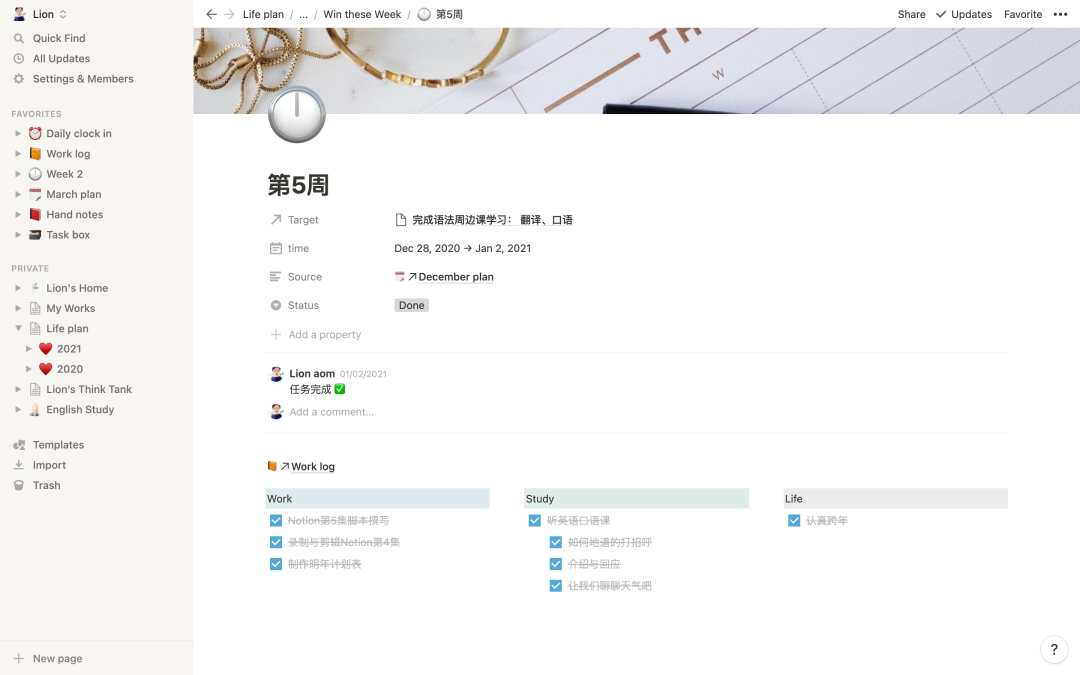 Lion
Life plan / ... / Win these Week / 第5周
Share Updates Favorite
Quick Find
All Updates
Settings & Members
FAVORITES
Daily clock in
Work log
Week 2
March plan
Hand notes
Task box
PRIVATE
Lion's Home
My Works
Life plan
2021
2020
Lion's Think Tank
English Study
Templates
Import
Trash
New page
TH
W
第5周
Target 完成语法周边课学习： 翻译、口语
time Dec 28, 2020 → Jan 2, 2021
Source December plan
Status Done
Add a property
Lion aom 01/02/2021
任务完成 ✅
Add a comment...
Work log
Work
Notion第5集脚本撰写
录制与剪辑Notion第4集
制作明年计划表
Study
听英语口语课
如何地道的打招呼
介绍与回应
让我们聊聊天气吧
Life
认真跨年
?